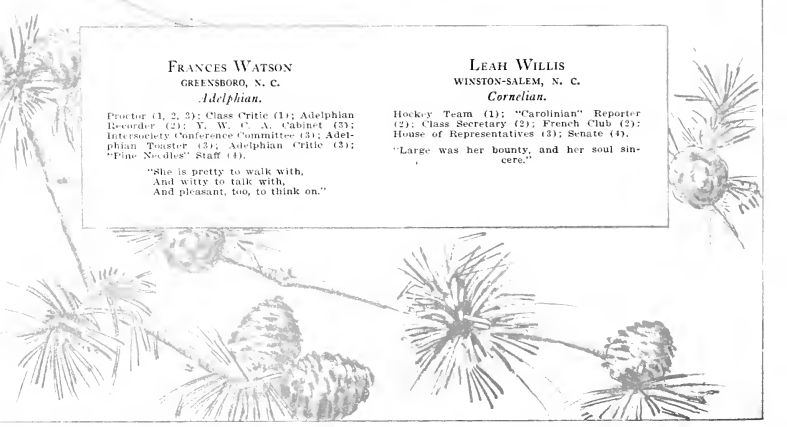 FRANCES WATSON
GREENSBORO, N. C.
Adelphian.
Proctor (1, 2, 3); Class Critic (1); Adelphian
Recorder (2); Y. W. C. A. Cabinet (3);
Intersociety Conference Committee (3); Adel-
phian Toaster (3); Adelphian Critic (3);
"Pine Needles" Staff (4).
"She is pretty to walk with,
And witty to talk with,
And pleasant, too, to think on."
LEAH WILLIS
WINSTON-SALEM, N. C.
Cornelian.
Hockey Team (1); "Carolinian" Reporter
(2); Class Secretary (2); French Club (2);
House of Representatives (3); Senate (4).
"Large was her bounty, and her soul sin-
cere."